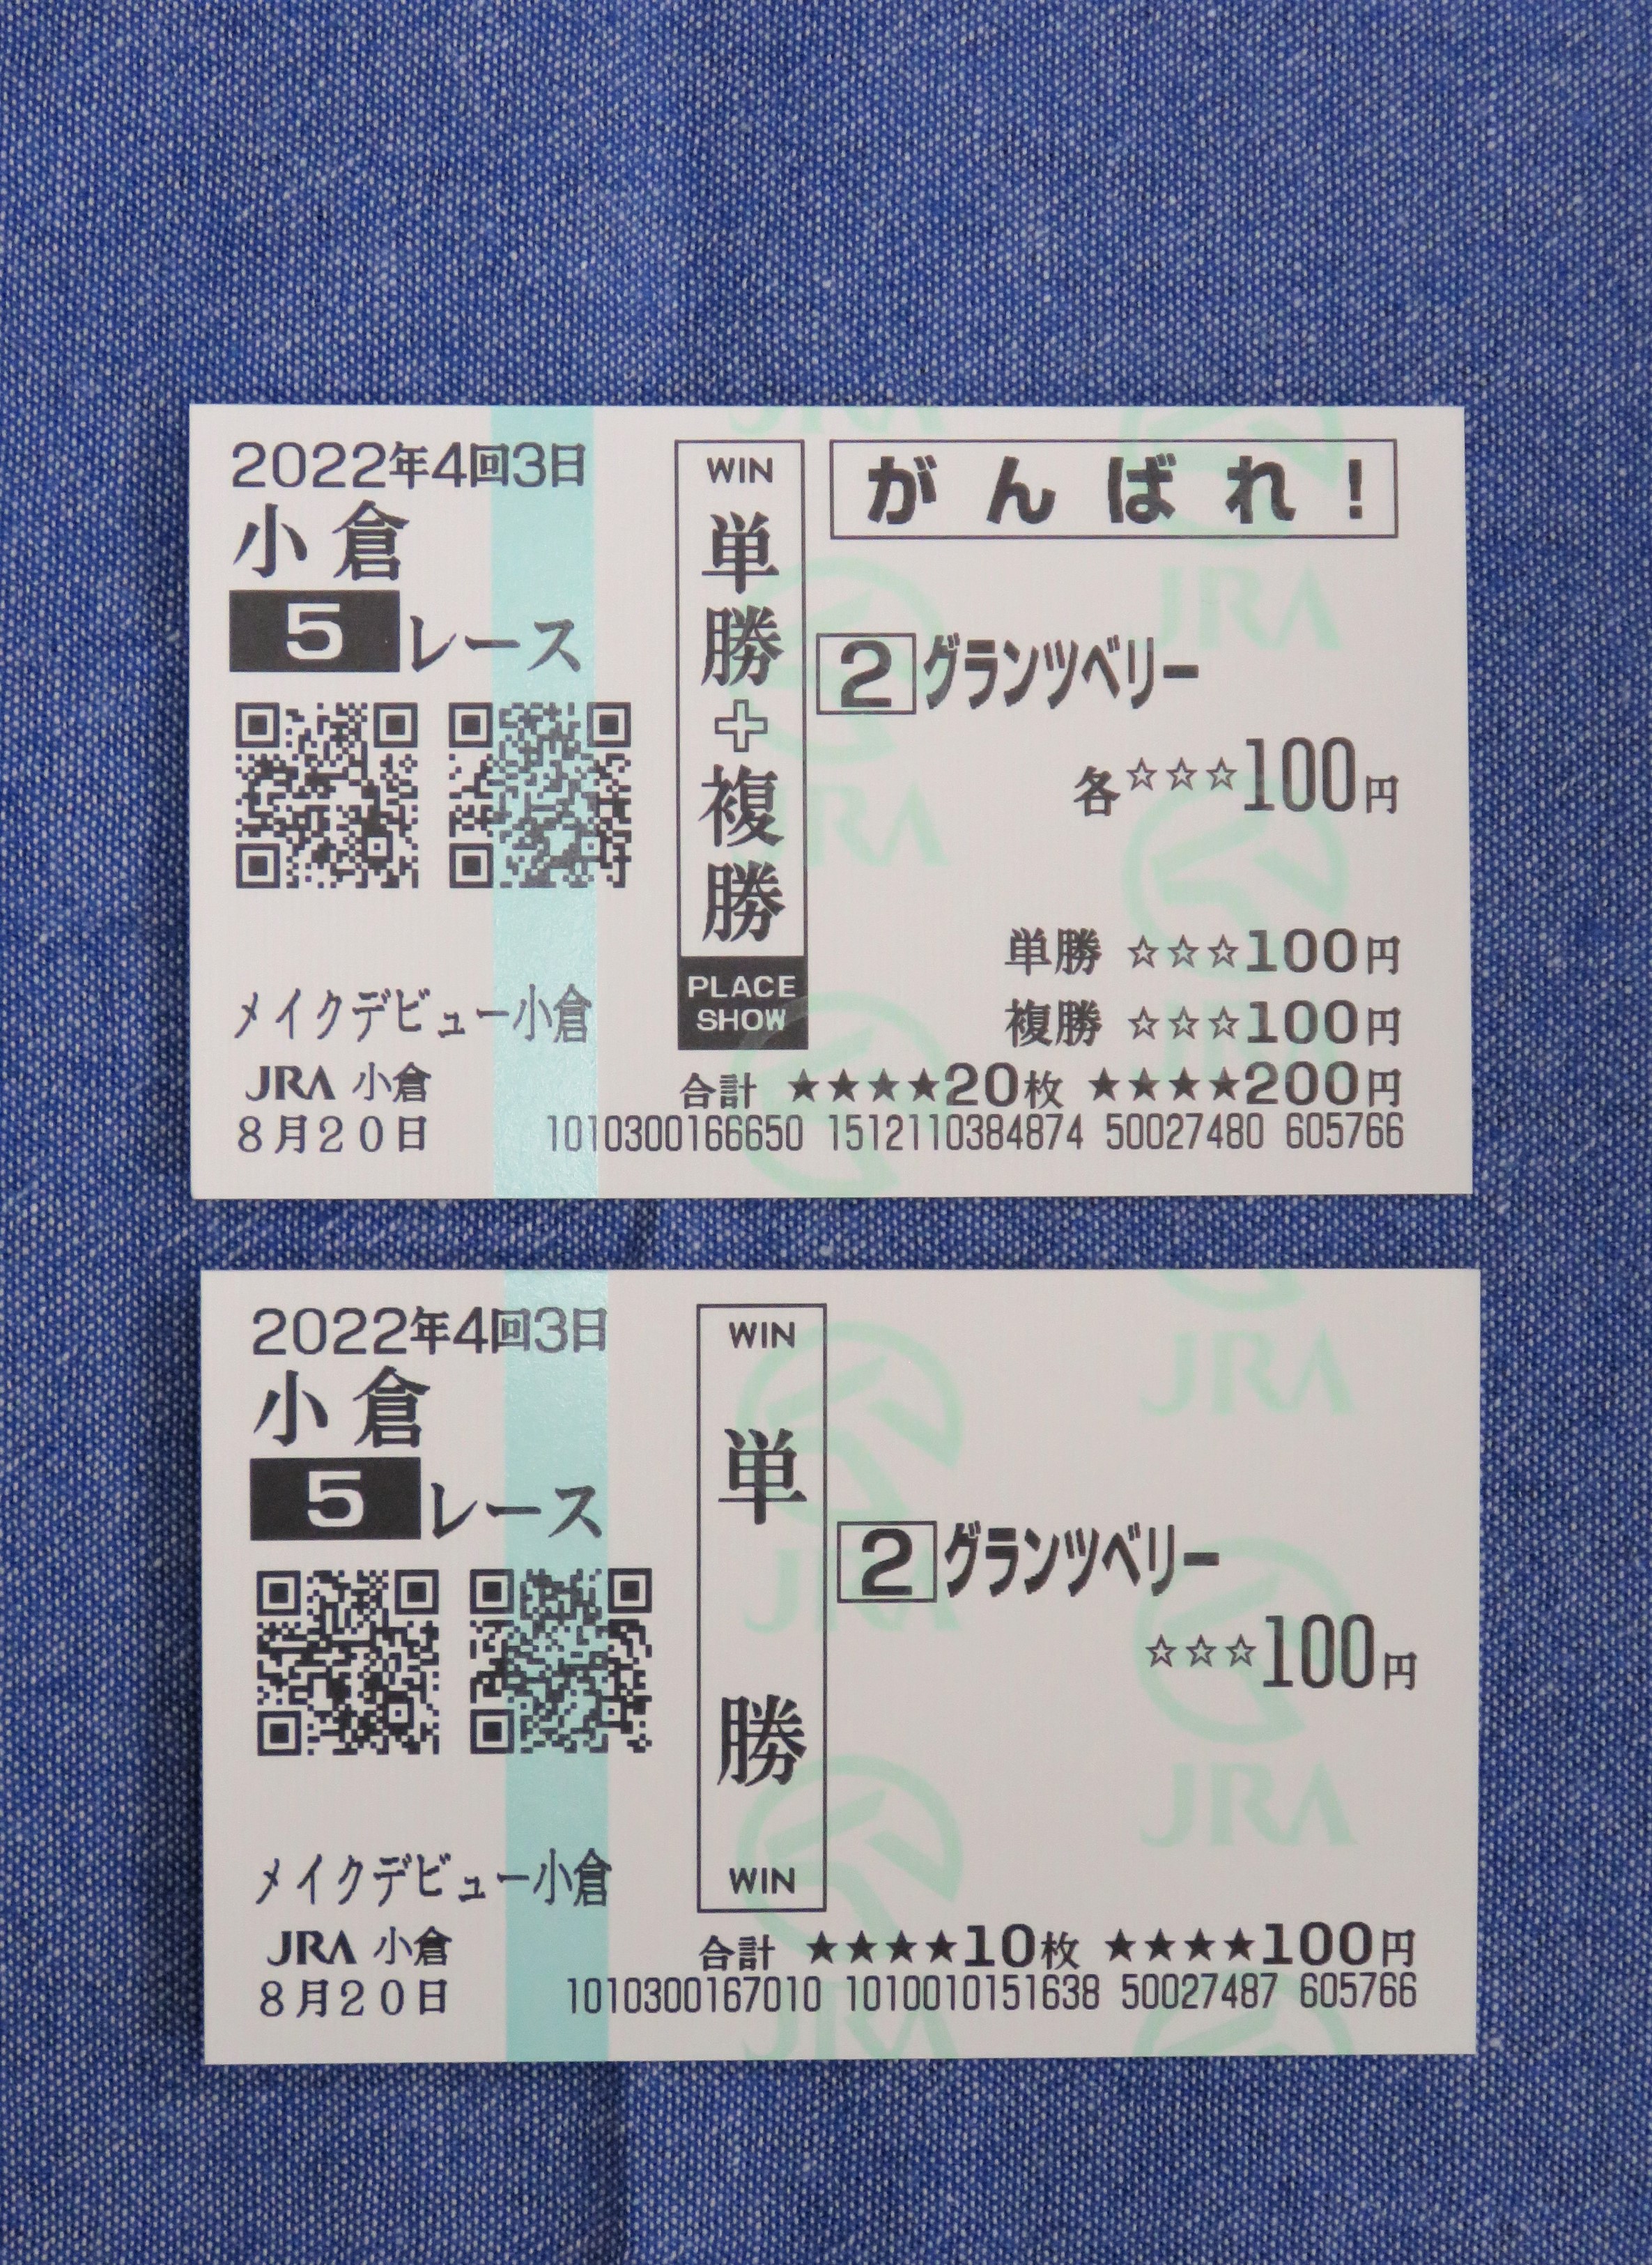 2022年4回3日
小倉
5レース
メイクデビュー小倉
JRA 小倉
8月20日
WIN
単勝+複勝
PLACE
SHOW
がんばれ!
2グランツベリー
各☆☆☆100円
単勝 ☆☆☆100円
複勝 ☆☆☆100円
合計 ★★★★20枚 ★★★★200円
1010300166650 1512110384874 50027480 605766
2022年4回3日
小倉
5レース
メイクデビュー小倉
JRA 小倉
8月20日
WIN
単勝
WIN
2グランツベリー
☆☆☆100円
合計 ★★★★10枚 ★★★★100円
1010300167010 1010010151638 50027487 605766